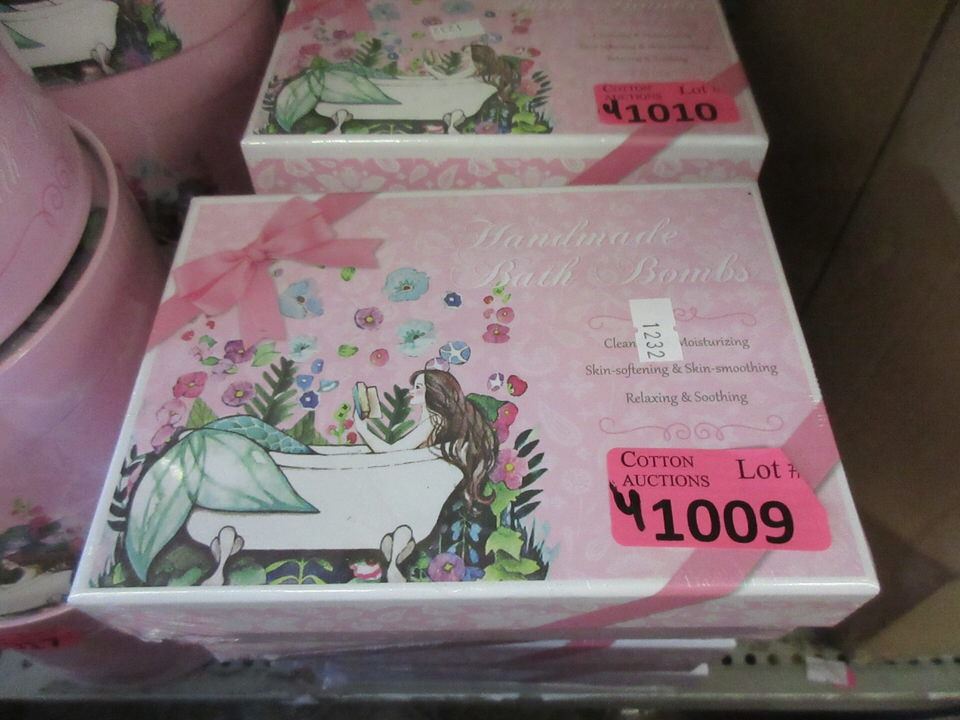 COTTON
AUCTIONS
Lot
41010
Handmade
Bath Bombs
1232
Clean Moisturizing
Skin-softening & Skin-smoothing
Relaxing & Soothing
COTTON
AUCTIONS
Lot #
41009